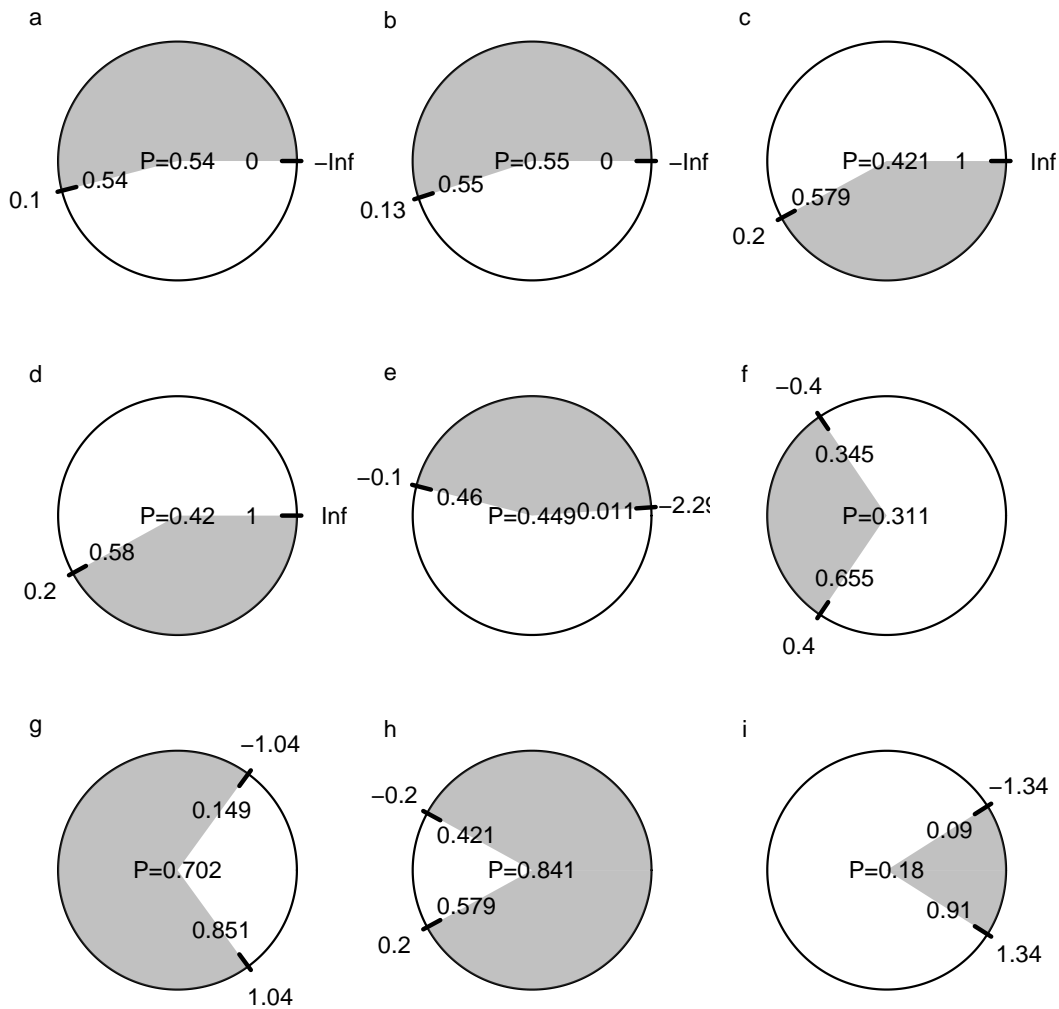 a
P=0.54 0 −Inf
0.54
0.1
b
P=0.55 0 −Inf
0.55
0.13
c
P=0.421 1 Inf
0.579
0.2
d
P=0.42 1 Inf
0.58
0.2
e
−0.1
0.46
P=0.449 0.011 −2.29
f
−0.4
0.345
P=0.311
0.655
0.4
g
−1.04
0.149
P=0.702
0.851
1.04
h
−0.2
0.421
P=0.841
0.579
0.2
i
−1.34
0.09
P=0.18
0.91
1.34